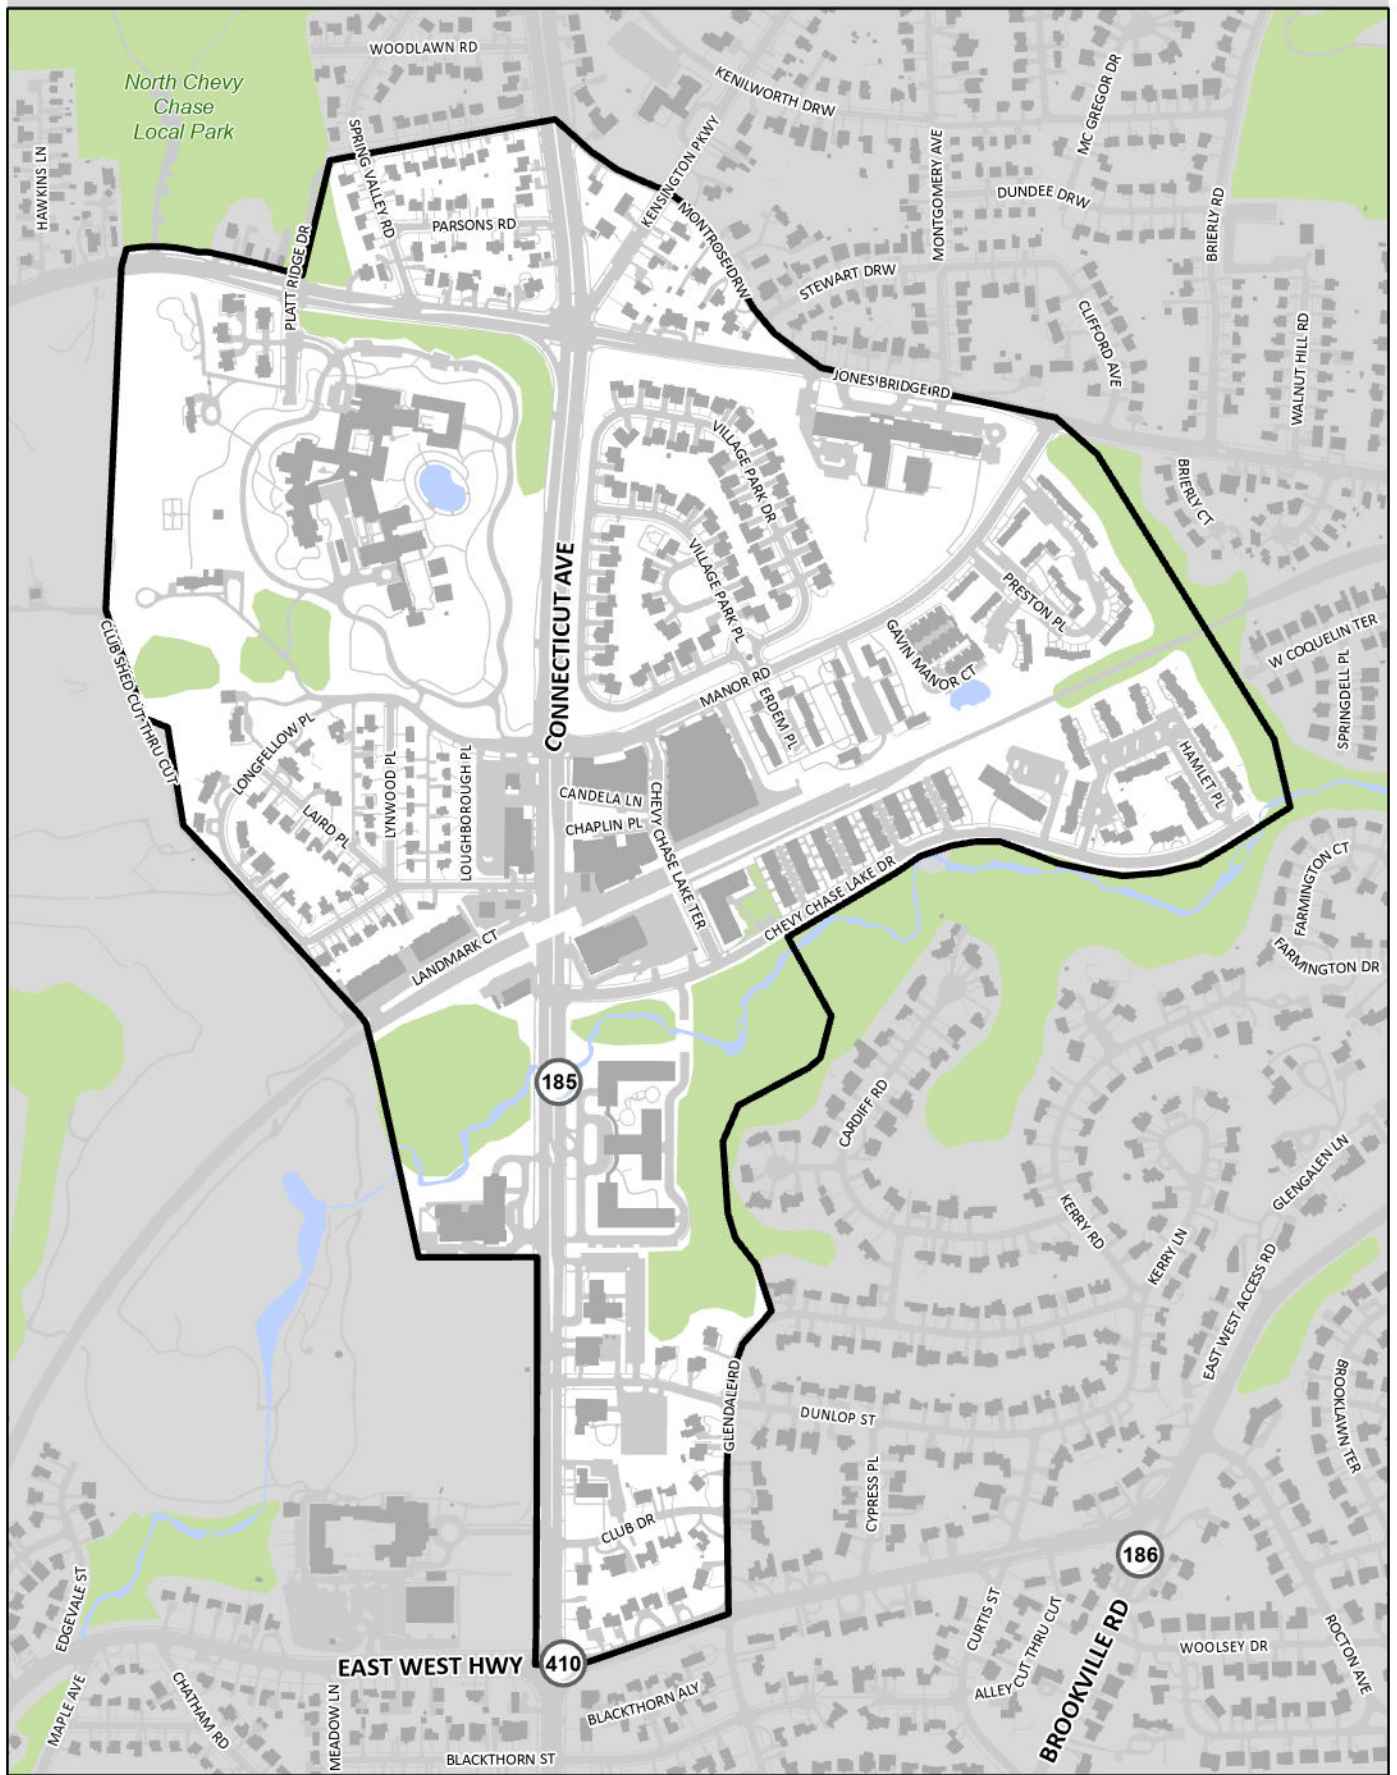 WOODLAWN RD
North Chevy
Chase
Local Park
KENILWORTH DRW
MC GREGOR DR
SPRING VALLEY RD
KENSINGTON PKWY
MONTGOMERY AVE
HAWKINS LN
DUNDEE DRW
BRIERLY RD
PARSONS RD
MONTROSE DRW
PLATT RIDGE DR
STEWART DRW
CLIFFORD AVE
WALNUT HILL RD
JONES BRIDGE RD
VILLAGE PARK DR
BRIERLY CT
VILLAGE PARK PL
CONNECTICUT AVE
PRESTON PL
GAVIN MANOR CT
W COQUELIN TER
SPRINGDELL PL
CLUB SHED CUT THRU CUT
MANOR RD
ERDEM PL
LONGFELLOW PL
LYNWOOD PL
LOUGHBOROUGH PL
HAMLET PL
CANDELA LN
CHEVY CHASE LAKE TER
LAIRD PL
CHAPLIN PL
FARMINGTON CT
CHEVY CHASE LAKE DR
LANDMARK CT
FARMINGTON DR
185
CARDIFF RD
GLENGALEN LN
KERRY RD
KERRY LN
EAST WEST ACCESS RD
GLENDALE RD
BROOKLAWN TER
DUNLOP ST
CYPRESS PL
CLUB DR
186
EDGEVALE ST
CURTIS ST
ALLEY CUT THRU CUT
BROOKVILLE RD
WOOLSEY DR
ROCTON AVE
EAST WEST HWY
410
MAPLE AVE
CHATHAM RD
MEADOW LN
BLACKTHORN ALY
BLACKTHORN ST